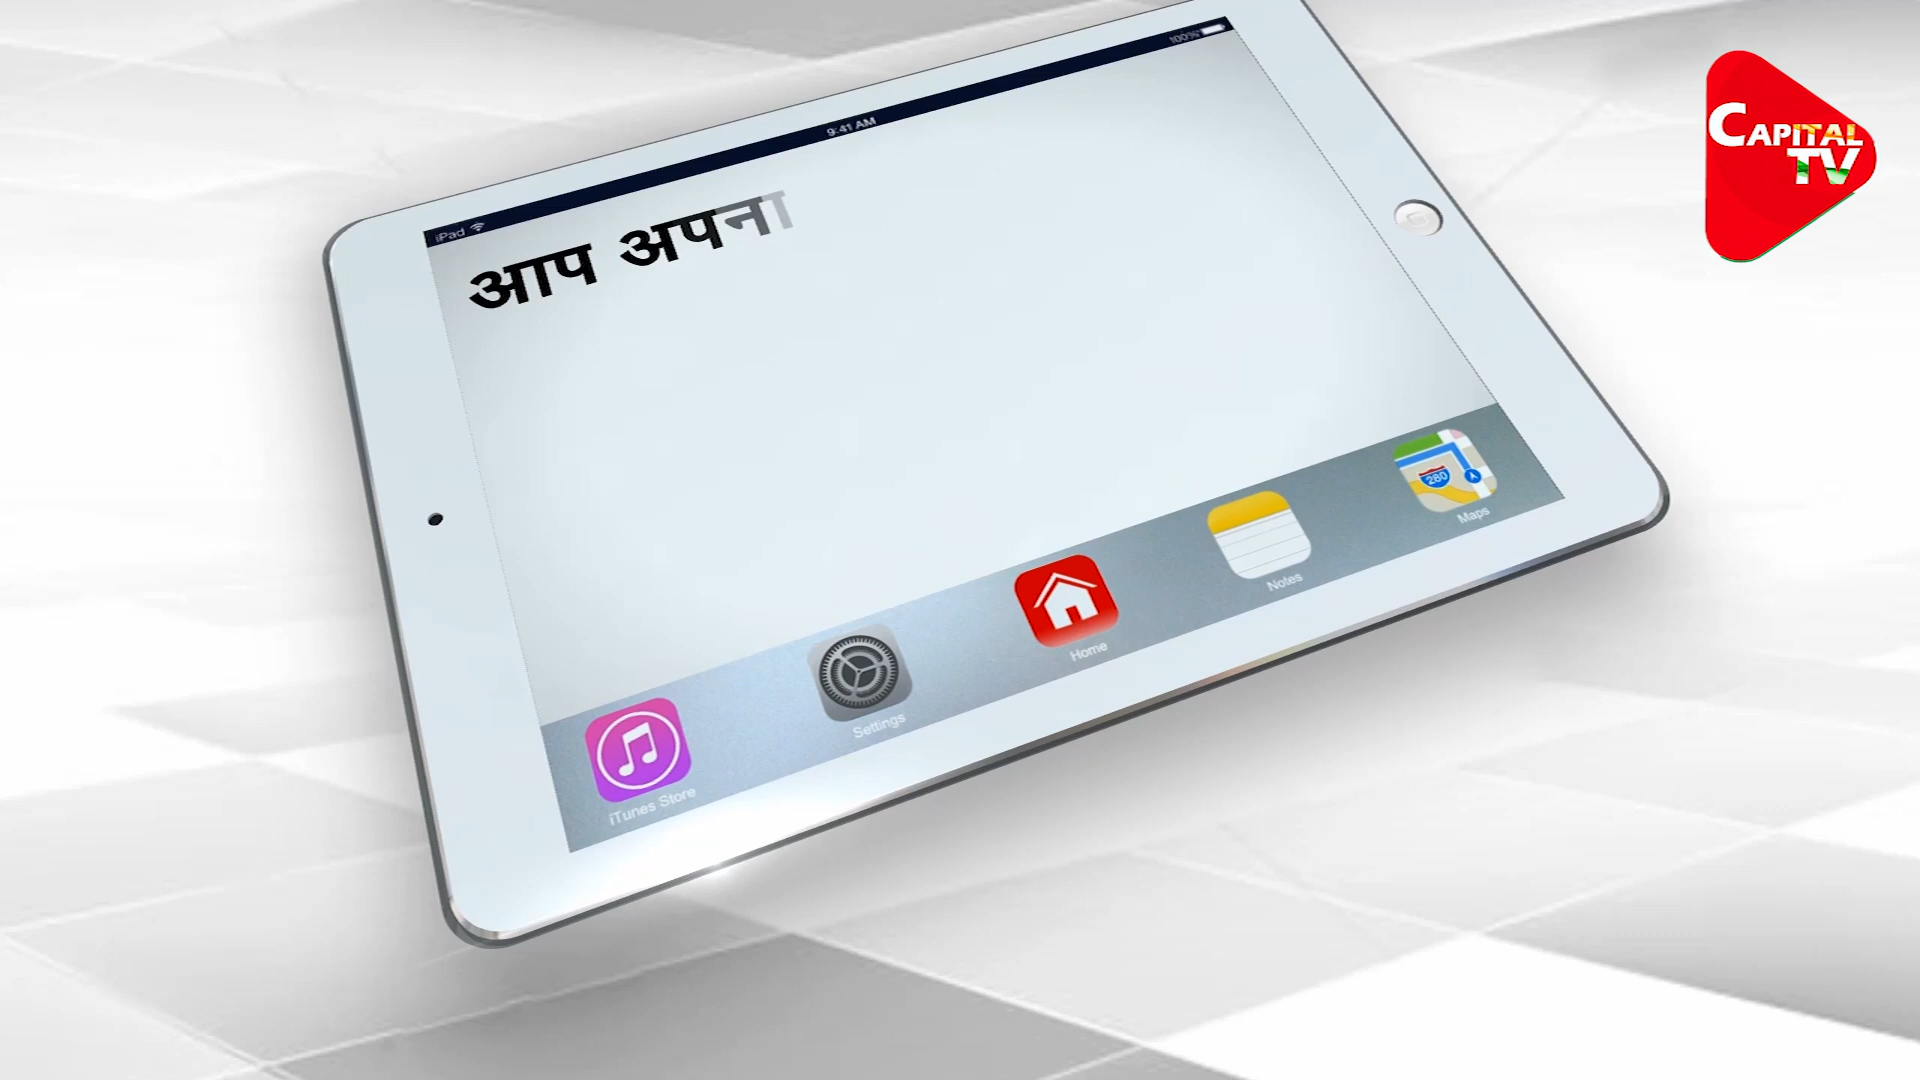 100%
9:41 AM
iPad
CAPITAL
TV
आप अपना
iTunes Store
Settings
Home
Notes
280
Maps